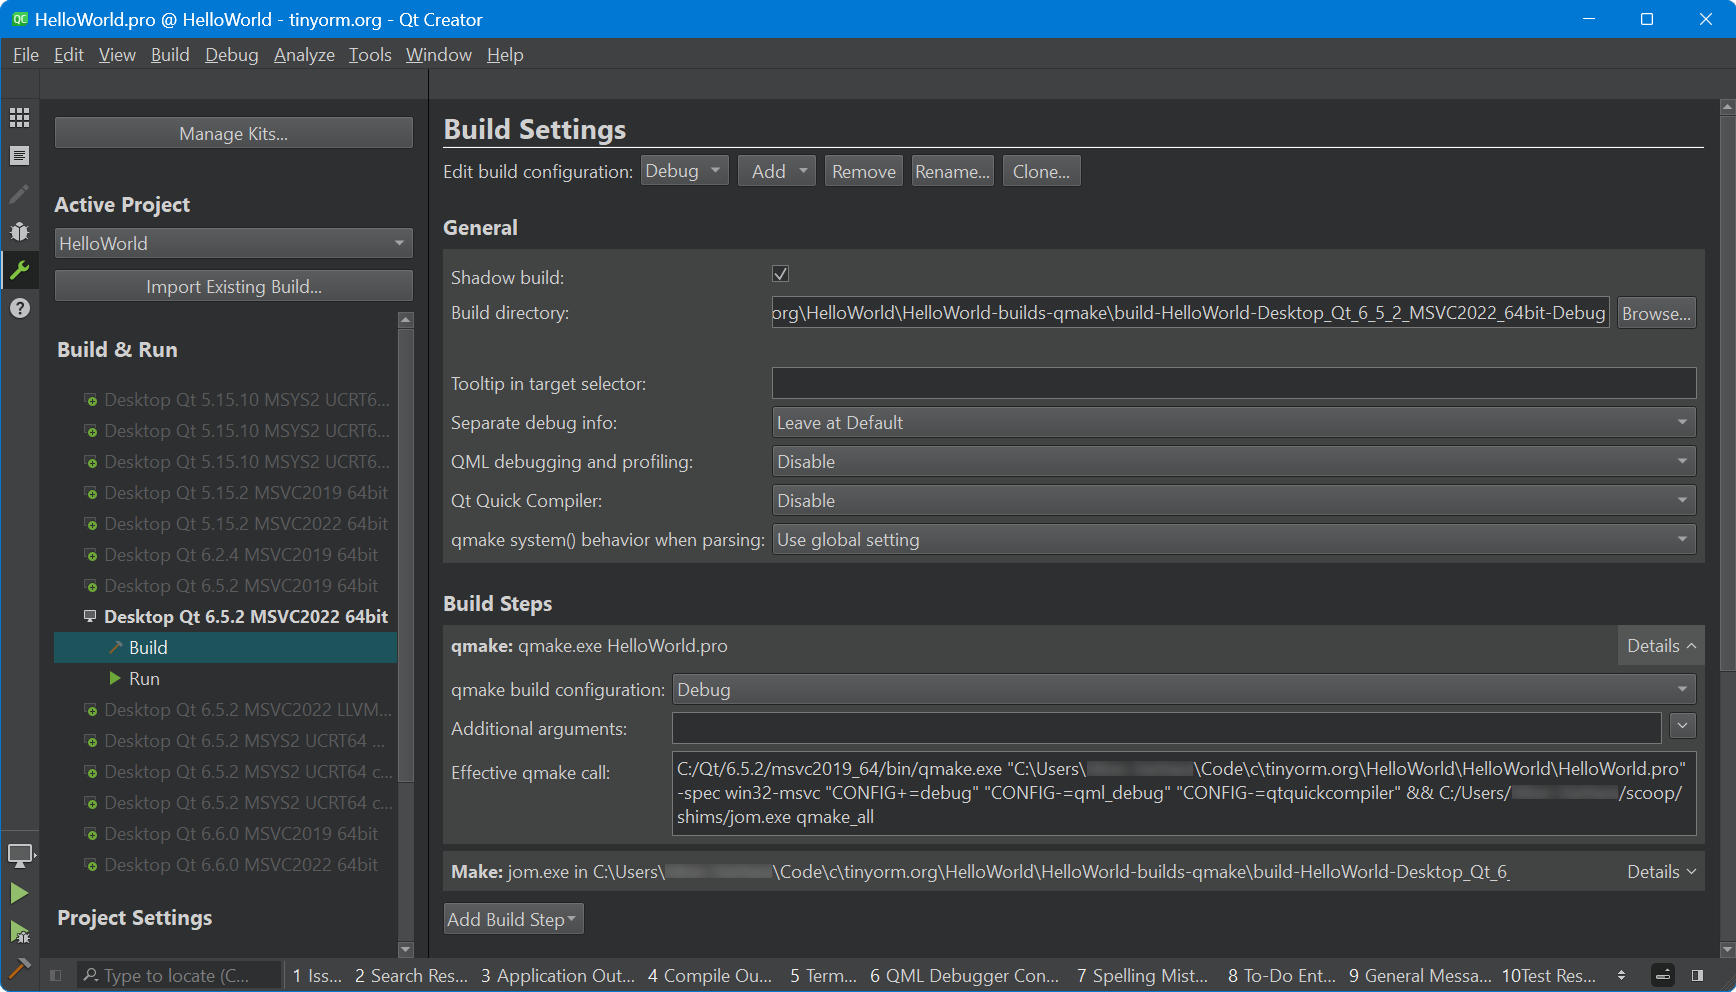 HelloWorld.pro @ HelloWorld - tinyorm.org - Qt Creator
File Edit View Build Debug Analyze Tools Window Help
Manage Kits...
Active Project
HelloWorld
Import Existing Build...
Build & Run
Desktop Qt 5.15.10 MSYS2 UCRT6...
Desktop Qt 5.15.10 MSYS2 UCRT6...
Desktop Qt 5.15.10 MSYS2 UCRT6...
Desktop Qt 5.15.2 MSVC2019 64bit
Desktop Qt 5.15.2 MSVC2022 64bit
Desktop Qt 6.2.4 MSVC2019 64bit
Desktop Qt 6.5.2 MSVC2019 64bit
Desktop Qt 6.5.2 MSVC2022 64bit
Build
Run
Desktop Qt 6.5.2 MSVC2022 LLVM...
Desktop Qt 6.5.2 MSYS2 UCRT64 ...
Desktop Qt 6.5.2 MSYS2 UCRT64 c...
Desktop Qt 6.5.2 MSYS2 UCRT64 c...
Desktop Qt 6.6.0 MSVC2019 64bit
Desktop Qt 6.6.0 MSVC2022 64bit
Project Settings
Build Settings
Edit build configuration: Debug Add Remove Rename... Clone...
General
Shadow build:
Build directory: org\HelloWorld\HelloWorld-builds-qmake\build-HelloWorld-Desktop_Qt_6_5_2_MSVC2022_64bit-Debug Browse...
Tooltip in target selector:
Separate debug info: Leave at Default
QML debugging and profiling: Disable
Qt Quick Compiler: Disable
qmake system() behavior when parsing: Use global setting
Build Steps
qmake: qmake.exe HelloWorld.pro Details
qmake build configuration: Debug
Additional arguments:
Effective qmake call: C:/Qt/6.5.2/msvc2019_64/bin/qmake.exe "C:\Users\ \Code\c\tinyorm.org\HelloWorld\HelloWorld\HelloWorld.pro"
-spec win32-msvc "CONFIG+=debug" "CONFIG-=qml_debug" "CONFIG-=qtquickcompiler" && C:/Users/ /scoop/
shims/jom.exe qmake_all
Make: jom.exe in C:\Users\ \Code\c\tinyorm.org\HelloWorld\HelloWorld-builds-qmake\build-HelloWorld-Desktop_Qt_6_ Details
Add Build Step
Type to locate (C... 1 Iss... 2 Search Res... 3 Application Out... 4 Compile Ou... 5 Term... 6 QML Debugger Con... 7 Spelling Mist... 8 To-Do Ent... 9 General Messa... 10Test Res...